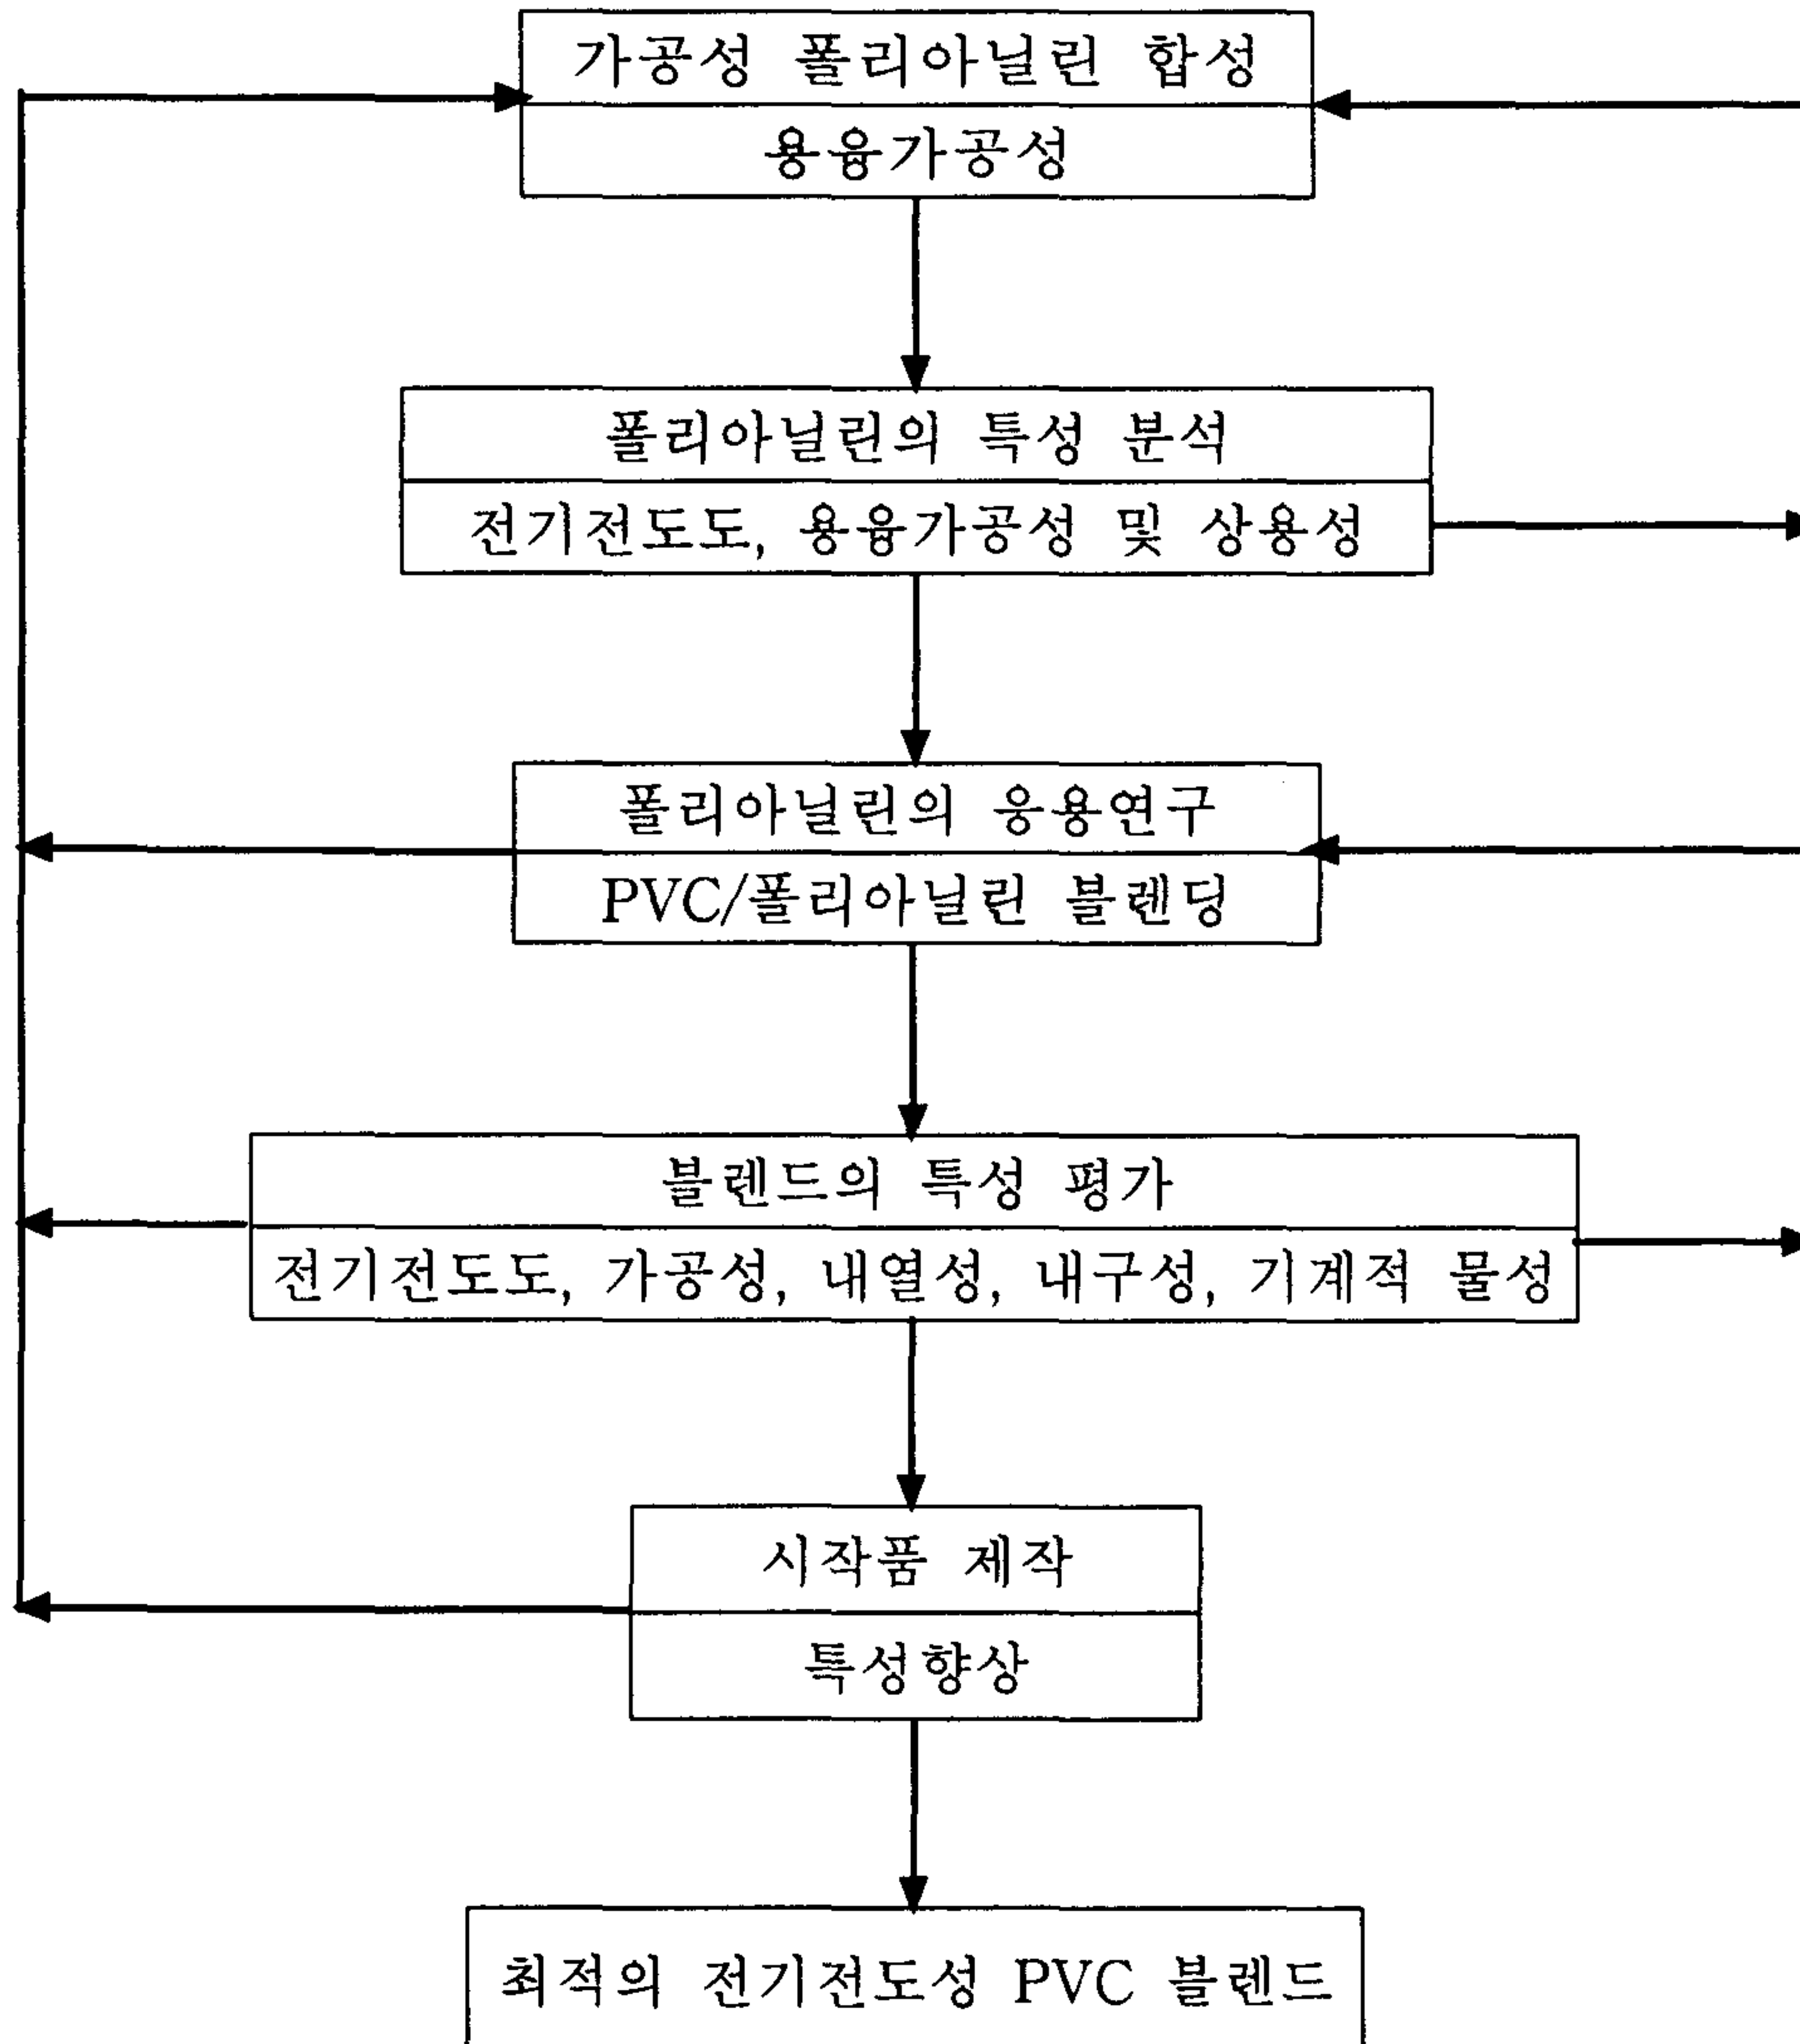 가공성 폴리아닐린 합성
용융가공성
폴리아닐린의 특성 분석
전기전도도, 용융가공성 및 상용성
폴리아닐린의 응용연구
PVC/폴리아닐린 블렌딩
블렌드의 특성 평가
전기전도도, 가공성, 내열성, 내구성, 기계적 물성
시작품 제작
특성향상
최적의 전기전도성 PVC 블렌드